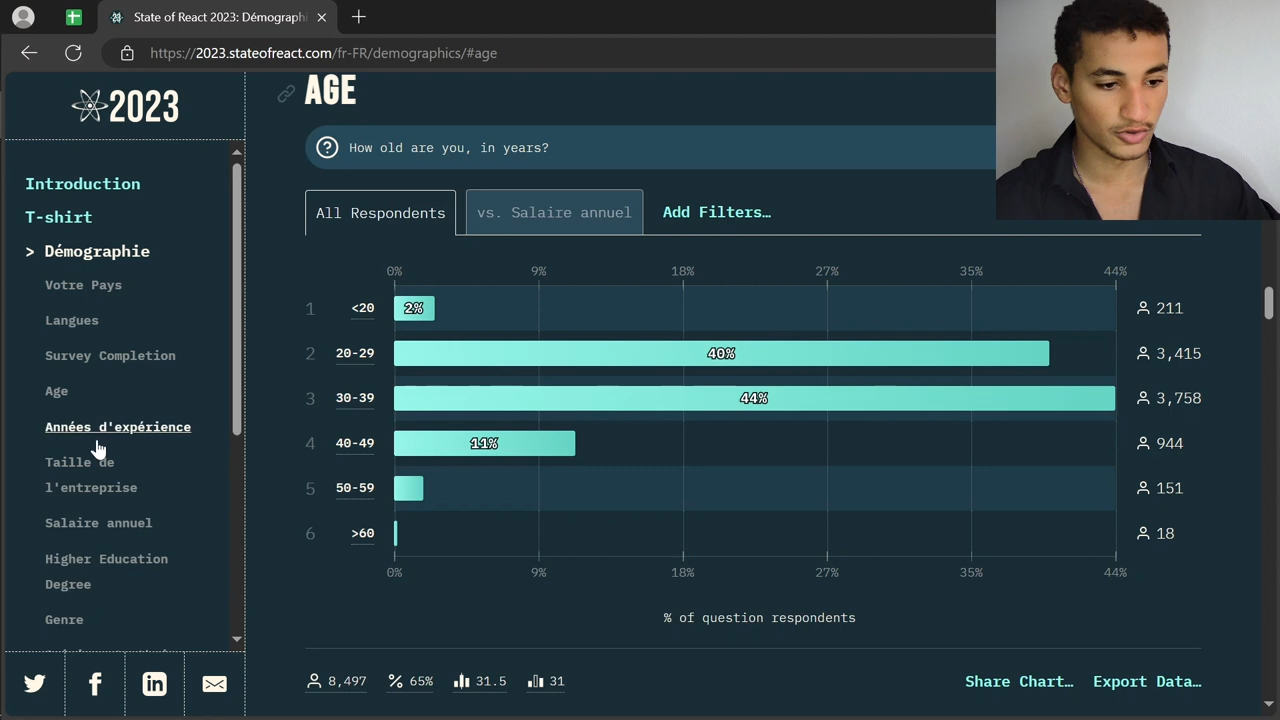 State of React 2023: Démographi
https://2023.stateofreact.com/fr-FR/demographics/#age
2023
Introduction
T-shirt
> Démographie
Votre Pays
Langues
Survey Completion
Age
Années d'expérience
Taille de
l'entreprise
Salaire annuel
Higher Education
Degree
Genre
AGE
How old are you, in years?
All Respondents
vs. Salaire annuel
Add Filters…
0% 9% 18% 27% 35% 44%
1 <20 2% 211
2 20-29 40% 3,415
3 30-39 44% 3,758
4 40-49 11% 944
5 50-59 151
6 >60 18
0% 9% 18% 27% 35% 44%
% of question respondents
8,497 % 65% 31.5 31
Share Chart… Export Data…